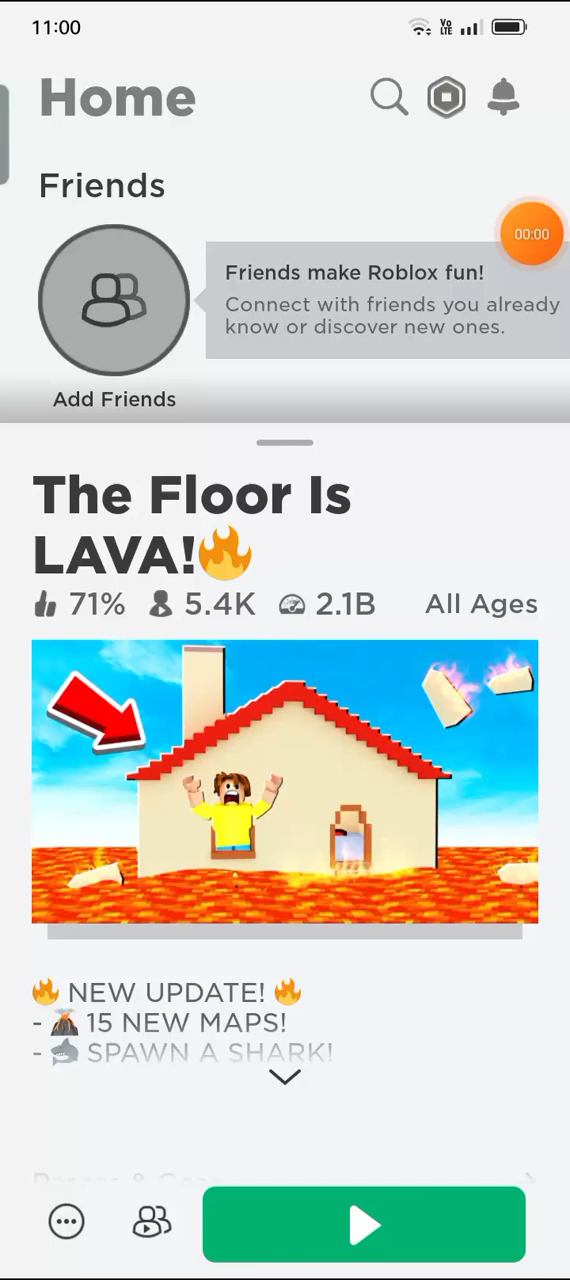 11:00
Vo
LTE
Home
Friends
00:00
Friends make Roblox fun!
Connect with friends you already
know or discover new ones.
Add Friends
The Floor Is
LAVA!🔥
71% 5.4K 2.1B All Ages
🔥 NEW UPDATE! 🔥
- 🌋 15 NEW MAPS!
- 🦈 SPAWN A SHARK!